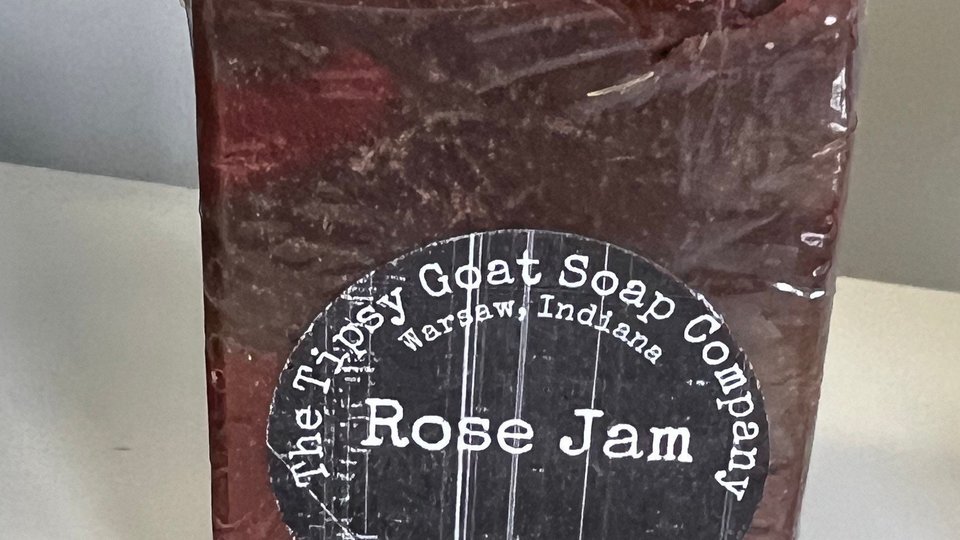 The Tipsy Goat Soap Company
Warsaw, Indiana
Rose Jam